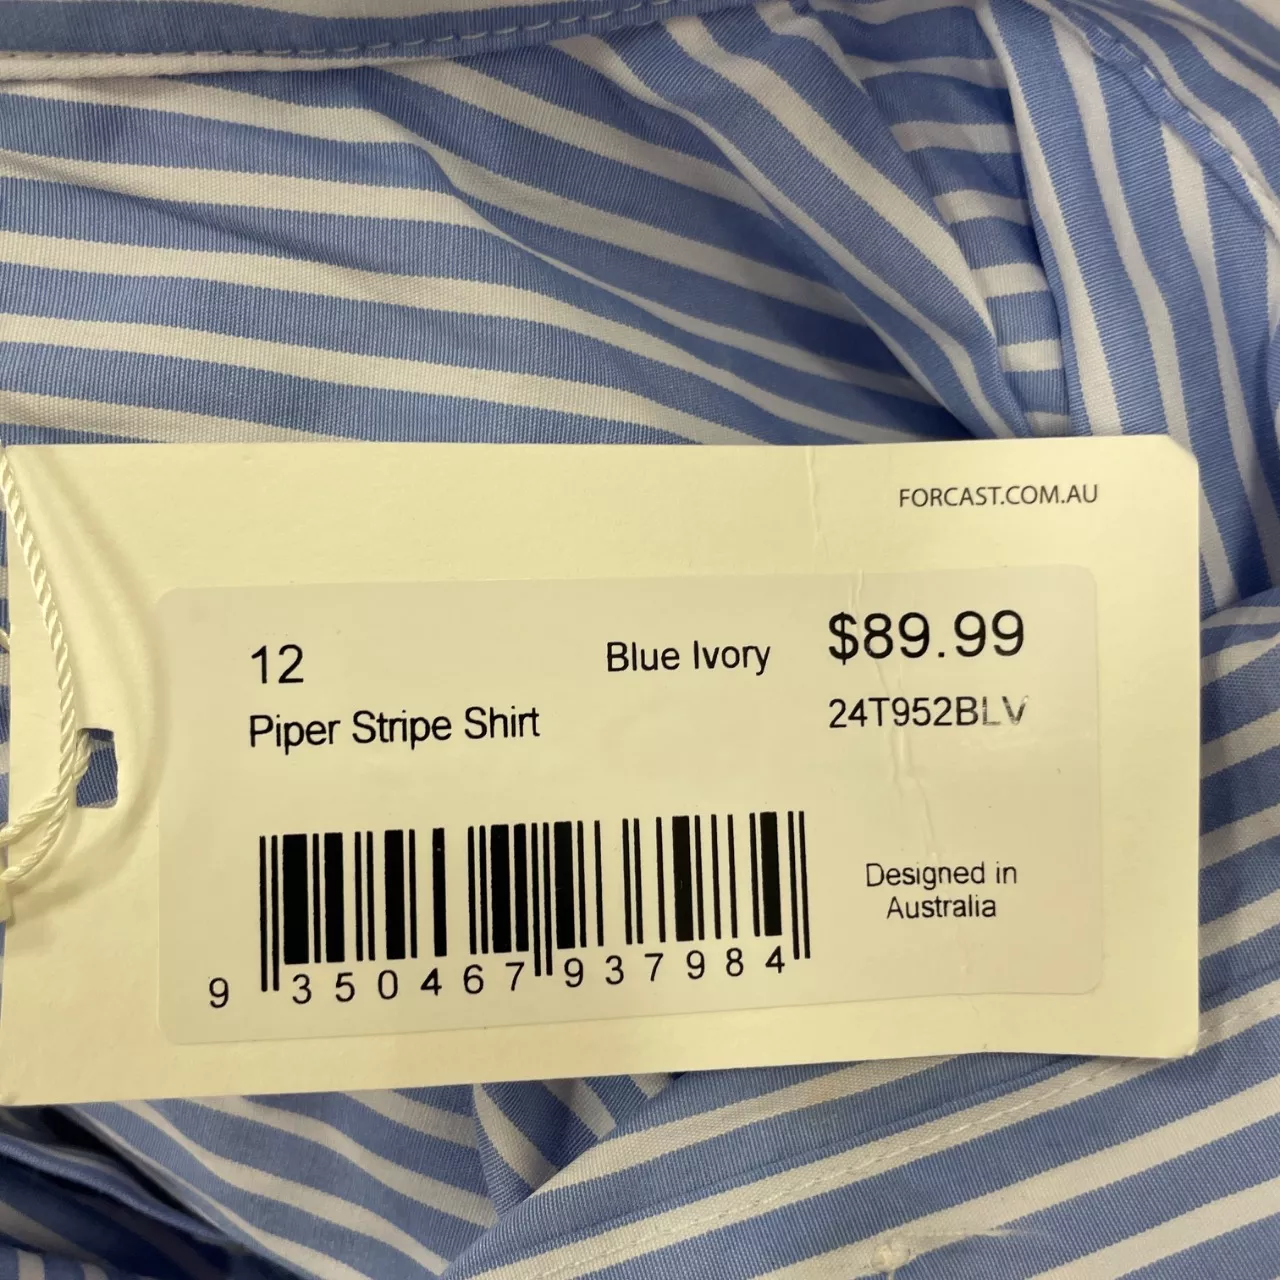 FORCAST.COM.AU
12 Blue Ivory $89.99
Piper Stripe Shirt 24T952BLV
9 350467 937984
Designed in
Australia